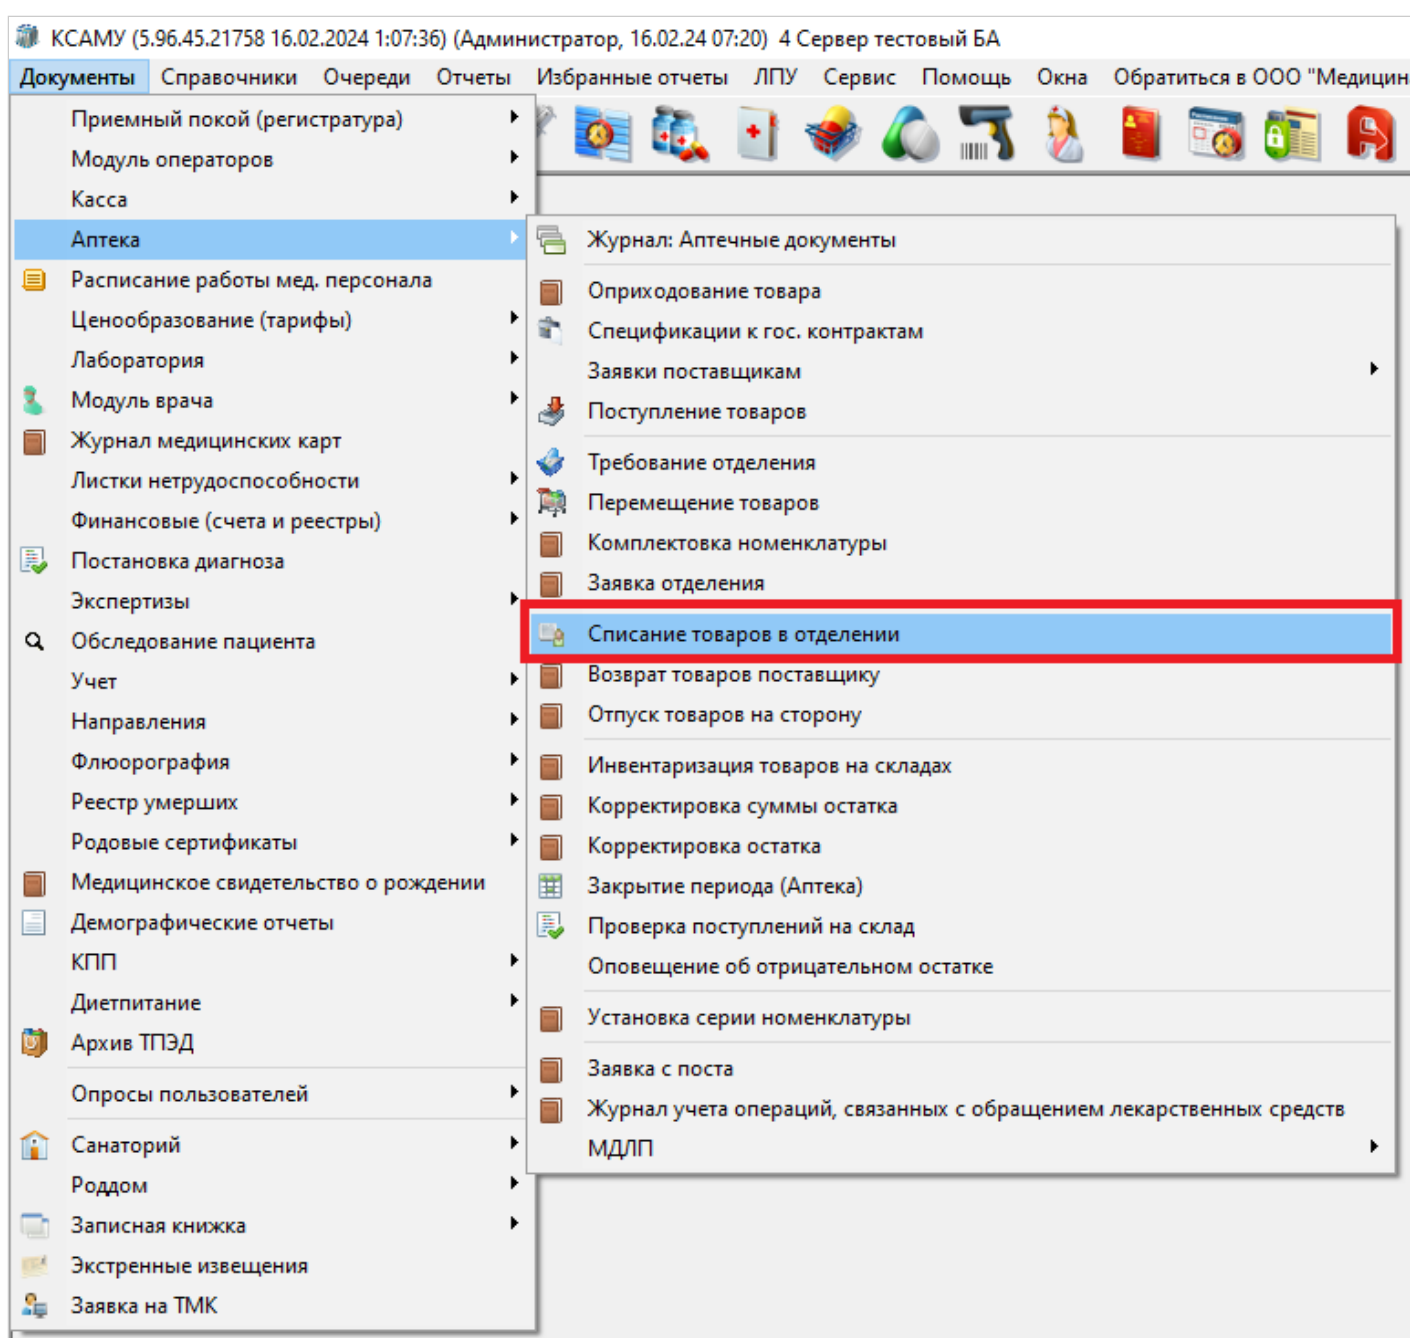 КСАМУ (5.96.45.21758 16.02.2024 1:07:36) (Администратор, 16.02.24 07:20) 4 Сервер тестовый БА
Документы Справочники Очереди Отчеты Избранные отчеты ЛПУ Сервис Помощь Окна Обратиться в ООО "Медицин
Приемный покой (регистратура)
Модуль операторов
Касса
Аптека
Расписание работы мед. персонала
Ценообразование (тарифы)
Лаборатория
Модуль врача
Журнал медицинских карт
Листки нетрудоспособности
Финансовые (счета и реестры)
Постановка диагноза
Экспертизы
Обследование пациента
Учет
Направления
Флюорография
Реестр умерших
Родовые сертификаты
Медицинское свидетельство о рождении
Демографические отчеты
КПП
Диетпитание
Архив ТПЭД
Опросы пользователей
Санаторий
Роддом
Записная книжка
Экстренные извещения
Заявка на ТМК
Журнал: Аптечные документы
Оприходование товара
Спецификации к гос. контрактам
Заявки поставщикам
Поступление товаров
Требование отделения
Перемещение товаров
Комплектовка номенклатуры
Заявка отделения
Списание товаров в отделении
Возврат товаров поставщику
Отпуск товаров на сторону
Инвентаризация товаров на складах
Корректировка суммы остатка
Корректировка остатка
Закрытие периода (Аптека)
Проверка поступлений на склад
Оповещение об отрицательном остатке
Установка серии номенклатуры
Заявка с поста
Журнал учета операций, связанных с обращением лекарственных средств
МДЛП